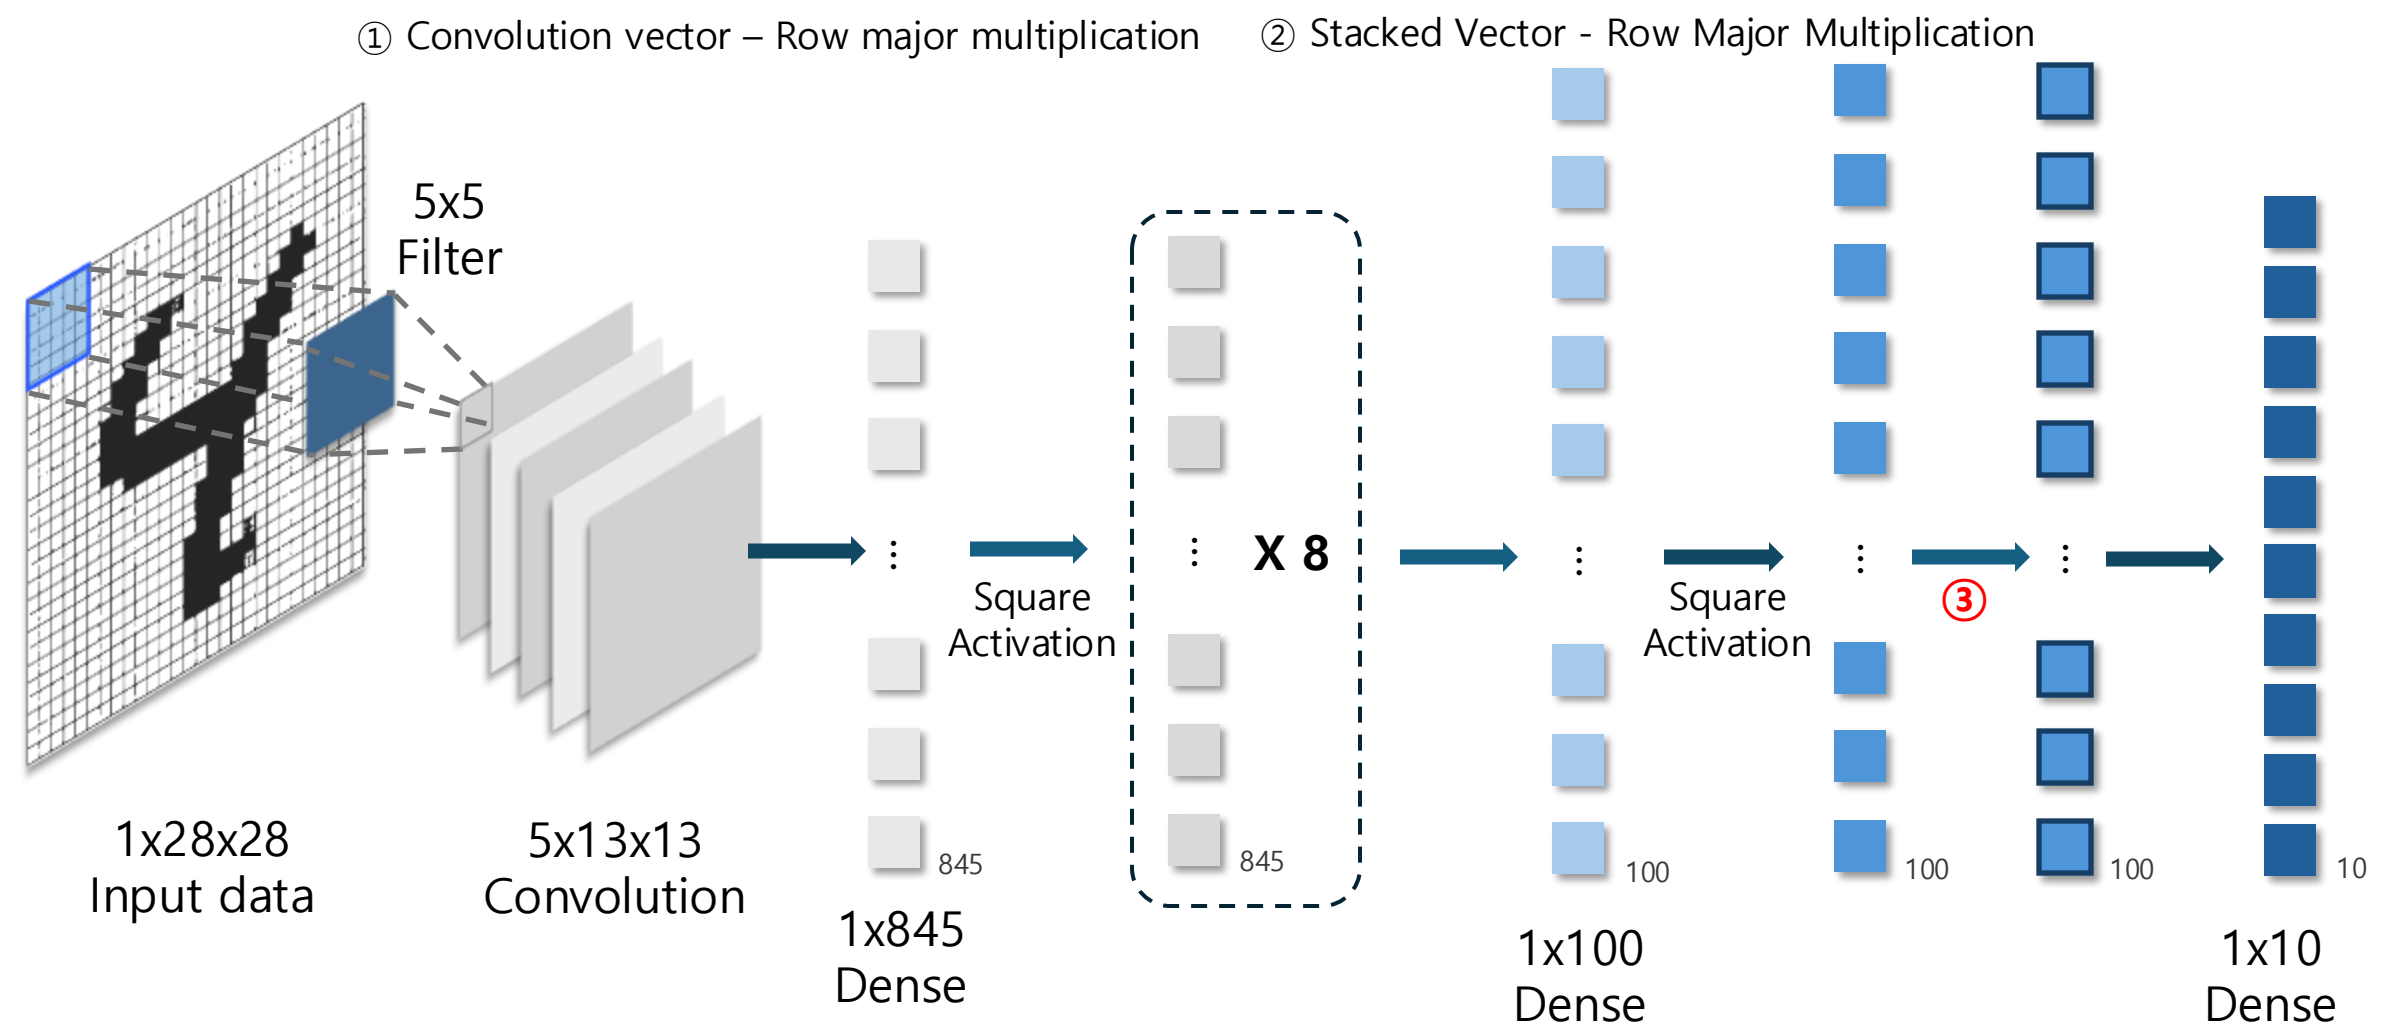 ① Convolution vector – Row major multiplication
② Stacked Vector - Row Major Multiplication
5x5
Filter
X 8
Square
Activation
Square
Activation
③
845
845
100
100
100
10
1x28x28
Input data
5x13x13
Convolution
1x845
Dense
1x100
Dense
1x10
Dense